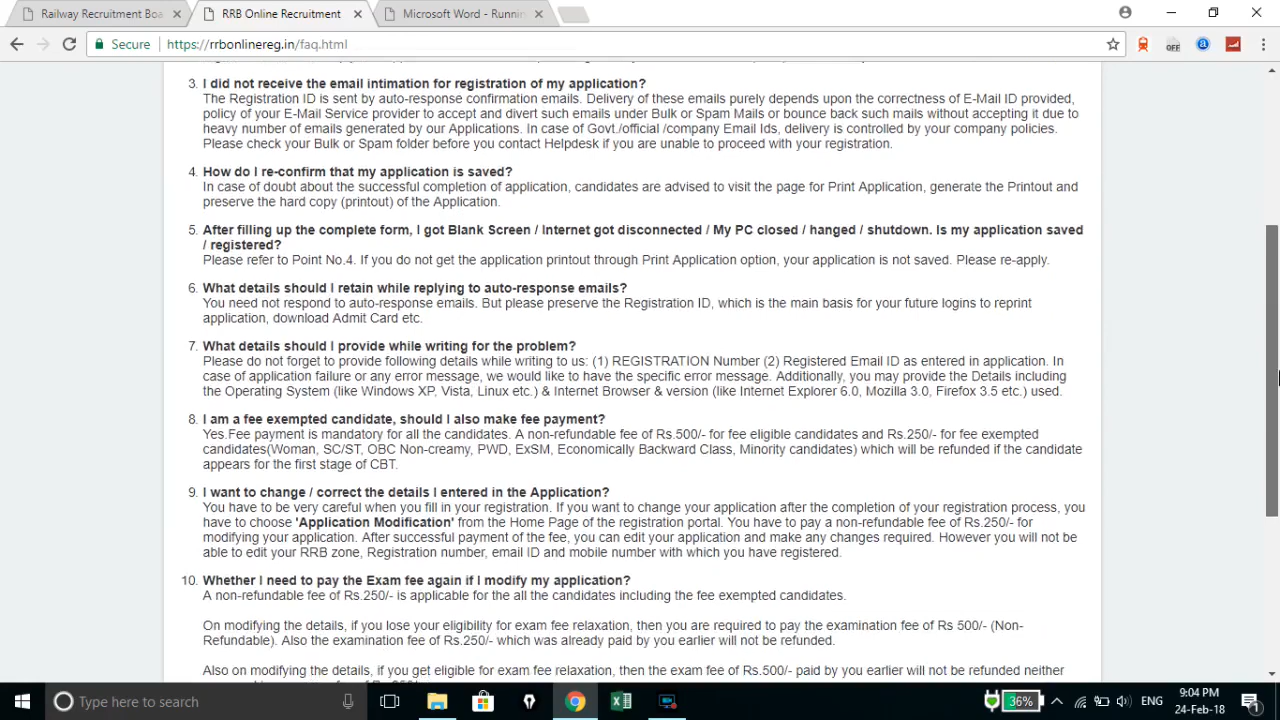 Railway Recruitment Boa
RRB Online Recruitment
Microsoft Word - Runnin
Secure
https://rrbonlinereg.in/faq.html
OFF
a
3. I did not receive the email intimation for registration of my application?
The Registration ID is sent by auto-response confirmation emails. Delivery of these emails purely depends upon the correctness of E-Mail ID provided,
policy of your E-Mail Service provider to accept and divert such emails under Bulk or Spam Mails or bounce back such mails without accepting it due to
heavy number of emails generated by our Applications. In case of Govt./official /company Email Ids, delivery is controlled by your company policies.
Please check your Bulk or Spam folder before you contact Helpdesk if you are unable to proceed with your registration.
4. How do I re-confirm that my application is saved?
In case of doubt about the successful completion of application, candidates are advised to visit the page for Print Application, generate the Printout and
preserve the hard copy (printout) of the Application.
5. After filling up the complete form, I got Blank Screen / Internet got disconnected / My PC closed / hanged / shutdown. Is my application saved
/ registered?
Please refer to Point No.4. If you do not get the application printout through Print Application option, your application is not saved. Please re-apply.
6. What details should I retain while replying to auto-response emails?
You need not respond to auto-response emails. But please preserve the Registration ID, which is the main basis for your future logins to reprint
application, download Admit Card etc.
7. What details should I provide while writing for the problem?
Please do not forget to provide following details while writing to us: (1) REGISTRATION Number (2) Registered Email ID as entered in application. In
case of application failure or any error message, we would like to have the specific error message. Additionally, you may provide the Details including
the Operating System (like Windows XP, Vista, Linux etc.) & Internet Browser & version (like Internet Explorer 6.0, Mozilla 3.0, Firefox 3.5 etc.) used.
8. I am a fee exempted candidate, should I also make fee payment?
Yes.Fee payment is mandatory for all the candidates. A non-refundable fee of Rs.500/- for fee eligible candidates and Rs.250/- for fee exempted
candidates(Woman, SC/ST, OBC Non-creamy, PWD, ExSM, Economically Backward Class, Minority candidates) which will be refunded if the candidate
appears for the first stage of CBT.
9. I want to change / correct the details I entered in the Application?
You have to be very careful when you fill in your registration. If you want to change your application after the completion of your registration process, you
have to choose 'Application Modification' from the Home Page of the registration portal. You have to pay a non-refundable fee of Rs.250/- for
modifying your application. After successful payment of the fee, you can edit your application and make any changes required. However you will not be
able to edit your RRB zone, Registration number, email ID and mobile number with which you have registered.
10. Whether I need to pay the Exam fee again if I modify my application?
A non-refundable fee of Rs.250/- is applicable for the all the candidates including the fee exempted candidates.
On modifying the details, if you lose your eligibility for exam fee relaxation, then you are required to pay the examination fee of Rs 500/- (Non-
Refundable). Also the examination fee of Rs.250/- which was already paid by you earlier will not be refunded.
Also on modifying the details, if you get eligible for exam fee relaxation, then the exam fee of Rs.500/- paid by you earlier will not be refunded neither
Type here to search
36%
ENG
9:04 PM
24-Feb-18
1